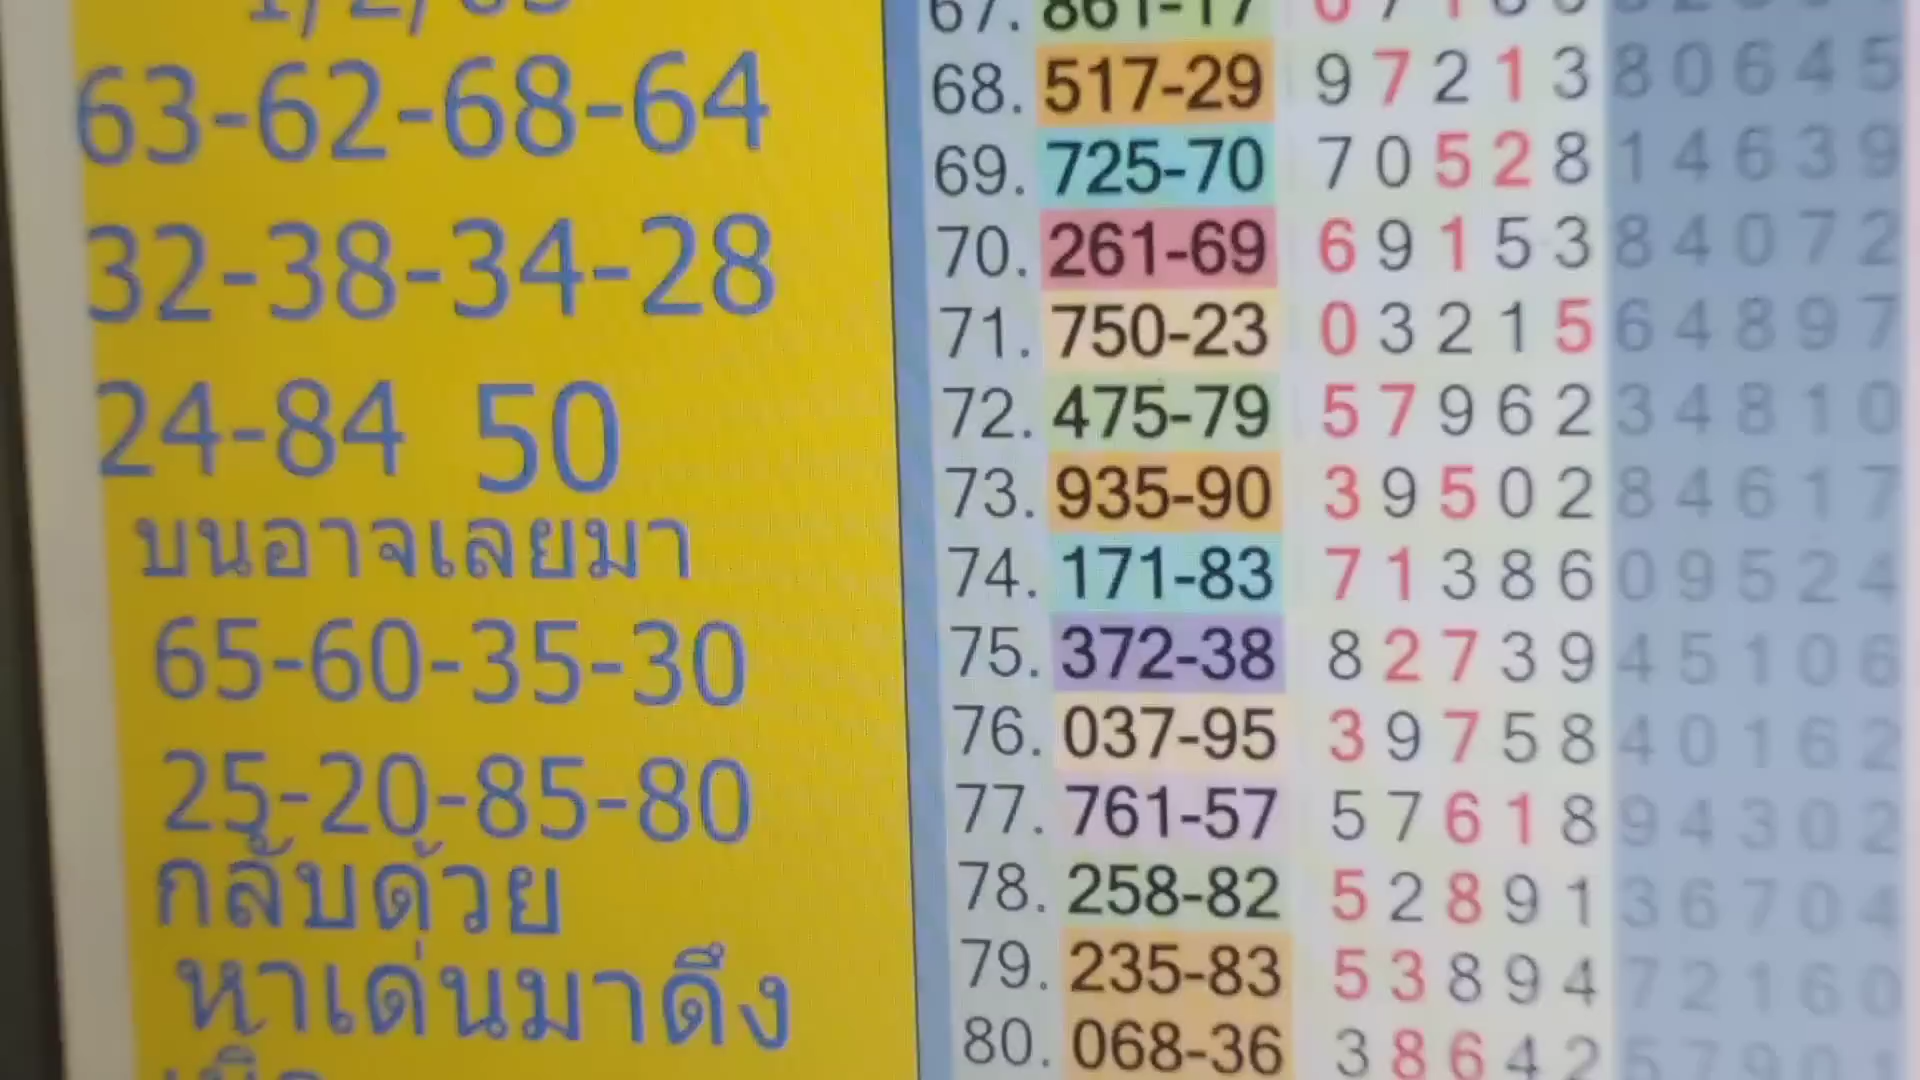 63-62-68-64
32-38-34-28
24-84 50
บนอาจเลยมา
65-60-35-30
25-20-85-80
กลับด้วย
หาเด่นมาดึง
67. 861-17
68. 517-29 9 7 2 1 3 8 0 6 4 5
69. 725-70 7 0 5 2 8 1 4 6 3 9
70. 261-69 6 9 1 5 3 8 4 0 7 2
71. 750-23 0 3 2 1 5 6 4 8 9 7
72. 475-79 5 7 9 6 2 3 4 8 1 0
73. 935-90 3 9 5 0 2 8 4 6 1 7
74. 171-83 7 1 3 8 6 0 9 5 2 4
75. 372-38 8 2 7 3 9 4 5 1 0 6
76. 037-95 3 9 7 5 8 4 0 1 6 2
77. 761-57 5 7 6 1 8 9 4 3 0 2
78. 258-82 5 2 8 9 1 3 6 7 0 4
79. 235-83 5 3 8 9 4 7 2 1 6 0
80. 068-36 3 8 6 4 2 5 7 9 0 1